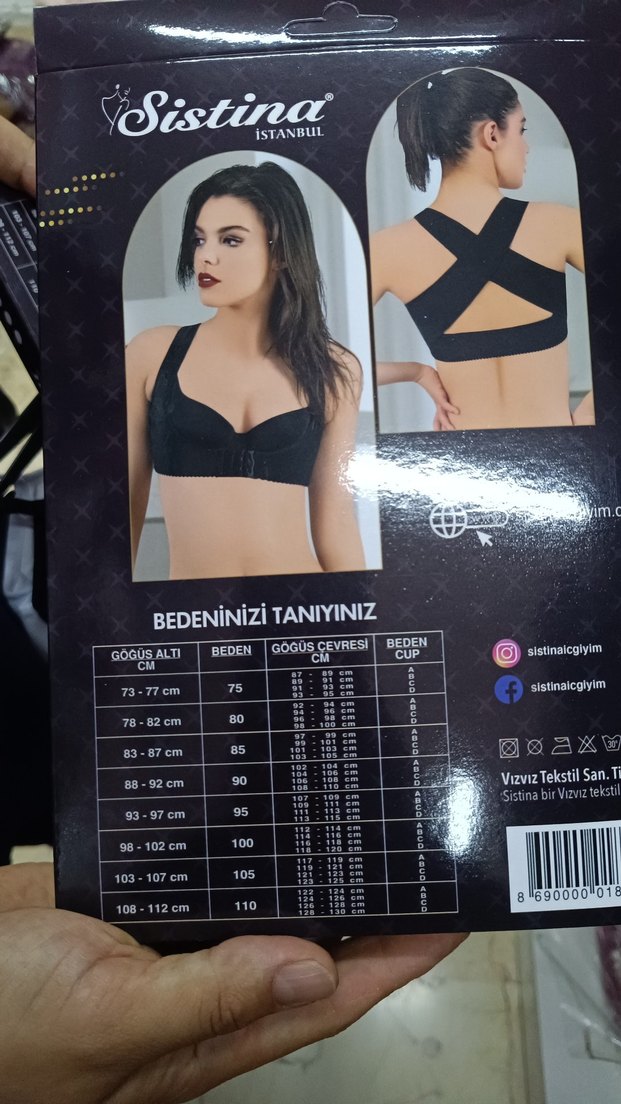 Sistina®
İSTANBUL
BEDENİNİZİ TANIYINIZ
GÖĞÜS ALTI CM BEDEN GÖĞÜS ÇEVRESİ CM BEDEN CUP
73 - 77 cm 75
87 - 89 cm A
89 - 91 cm B
91 - 93 cm C
93 - 95 cm D
78 - 82 cm 80
92 - 94 cm A
94 - 96 cm B
96 - 98 cm C
98 - 100 cm D
83 - 87 cm 85
97 - 99 cm A
99 - 101 cm B
101 - 103 cm C
103 - 105 cm D
88 - 92 cm 90
102 - 104 cm A
104 - 106 cm B
106 - 108 cm C
108 - 110 cm D
93 - 97 cm 95
107 - 109 cm A
109 - 111 cm B
111 - 113 cm C
113 - 115 cm D
98 - 102 cm 100
112 - 114 cm A
114 - 116 cm B
116 - 118 cm C
118 - 120 cm D
103 - 107 cm 105
117 - 119 cm A
119 - 121 cm B
121 - 123 cm C
123 - 125 cm D
108 - 112 cm 110
122 - 124 cm A
124 - 126 cm B
126 - 128 cm C
128 - 130 cm D
sistinaicgiyim
sistinaicgiyim
30°
Vızvız Tekstil San. Ti
Sistina bir Vızvız tekstil
8 690000 018